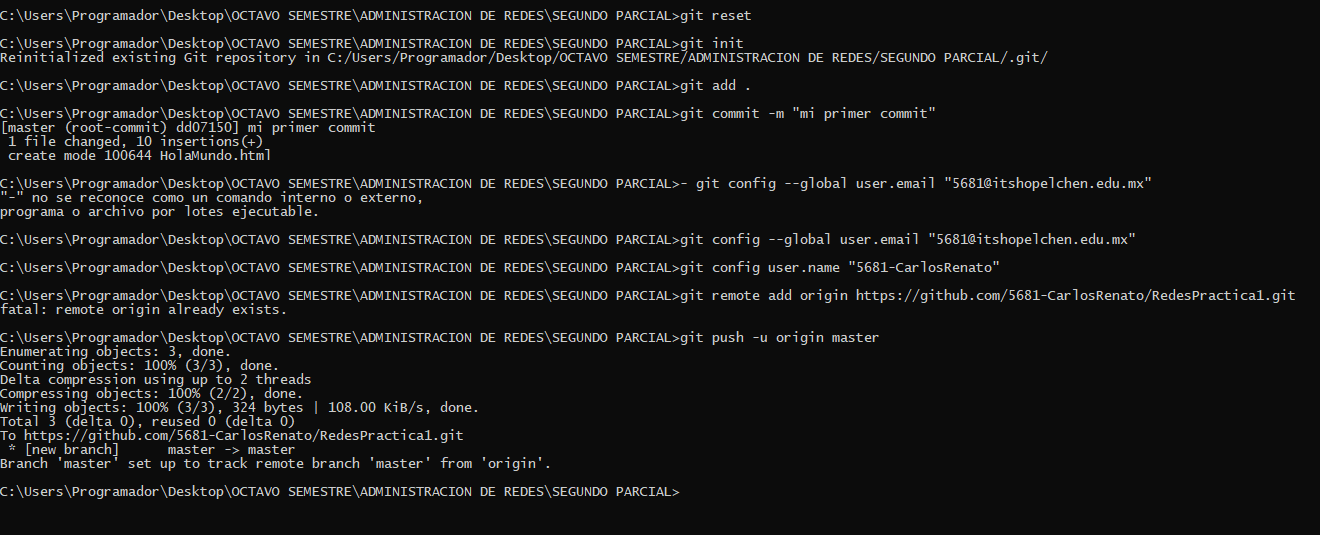 C:\Users\Programador\Desktop\OCTAVO SEMESTRE\ADMINISTRACION DE REDES\SEGUNDO PARCIAL>git reset
C:\Users\Programador\Desktop\OCTAVO SEMESTRE\ADMINISTRACION DE REDES\SEGUNDO PARCIAL>git init
Reinitialized existing Git repository in C:/Users/Programador/Desktop/OCTAVO SEMESTRE/ADMINISTRACION DE REDES/SEGUNDO PARCIAL/.git/
C:\Users\Programador\Desktop\OCTAVO SEMESTRE\ADMINISTRACION DE REDES\SEGUNDO PARCIAL>git add .
C:\Users\Programador\Desktop\OCTAVO SEMESTRE\ADMINISTRACION DE REDES\SEGUNDO PARCIAL>git commit -m "mi primer commit"
[master (root-commit) dd07150] mi primer commit
 1 file changed, 10 insertions(+)
 create mode 100644 HolaMundo.html
C:\Users\Programador\Desktop\OCTAVO SEMESTRE\ADMINISTRACION DE REDES\SEGUNDO PARCIAL>- git config --global user.email "5681@itshopelchen.edu.mx"
"-" no se reconoce como un comando interno o externo,
programa o archivo por lotes ejecutable.
C:\Users\Programador\Desktop\OCTAVO SEMESTRE\ADMINISTRACION DE REDES\SEGUNDO PARCIAL>git config --global user.email "5681@itshopelchen.edu.mx"
C:\Users\Programador\Desktop\OCTAVO SEMESTRE\ADMINISTRACION DE REDES\SEGUNDO PARCIAL>git config user.name "5681-CarlosRenato"
C:\Users\Programador\Desktop\OCTAVO SEMESTRE\ADMINISTRACION DE REDES\SEGUNDO PARCIAL>git remote add origin https://github.com/5681-CarlosRenato/RedesPractica1.git
fatal: remote origin already exists.
C:\Users\Programador\Desktop\OCTAVO SEMESTRE\ADMINISTRACION DE REDES\SEGUNDO PARCIAL>git push -u origin master
Enumerating objects: 3, done.
Counting objects: 100% (3/3), done.
Delta compression using up to 2 threads
Compressing objects: 100% (2/2), done.
Writing objects: 100% (3/3), 324 bytes | 108.00 KiB/s, done.
Total 3 (delta 0), reused 0 (delta 0)
To https://github.com/5681-CarlosRenato/RedesPractica1.git
 * [new branch]      master -> master
Branch 'master' set up to track remote branch 'master' from 'origin'.
C:\Users\Programador\Desktop\OCTAVO SEMESTRE\ADMINISTRACION DE REDES\SEGUNDO PARCIAL>